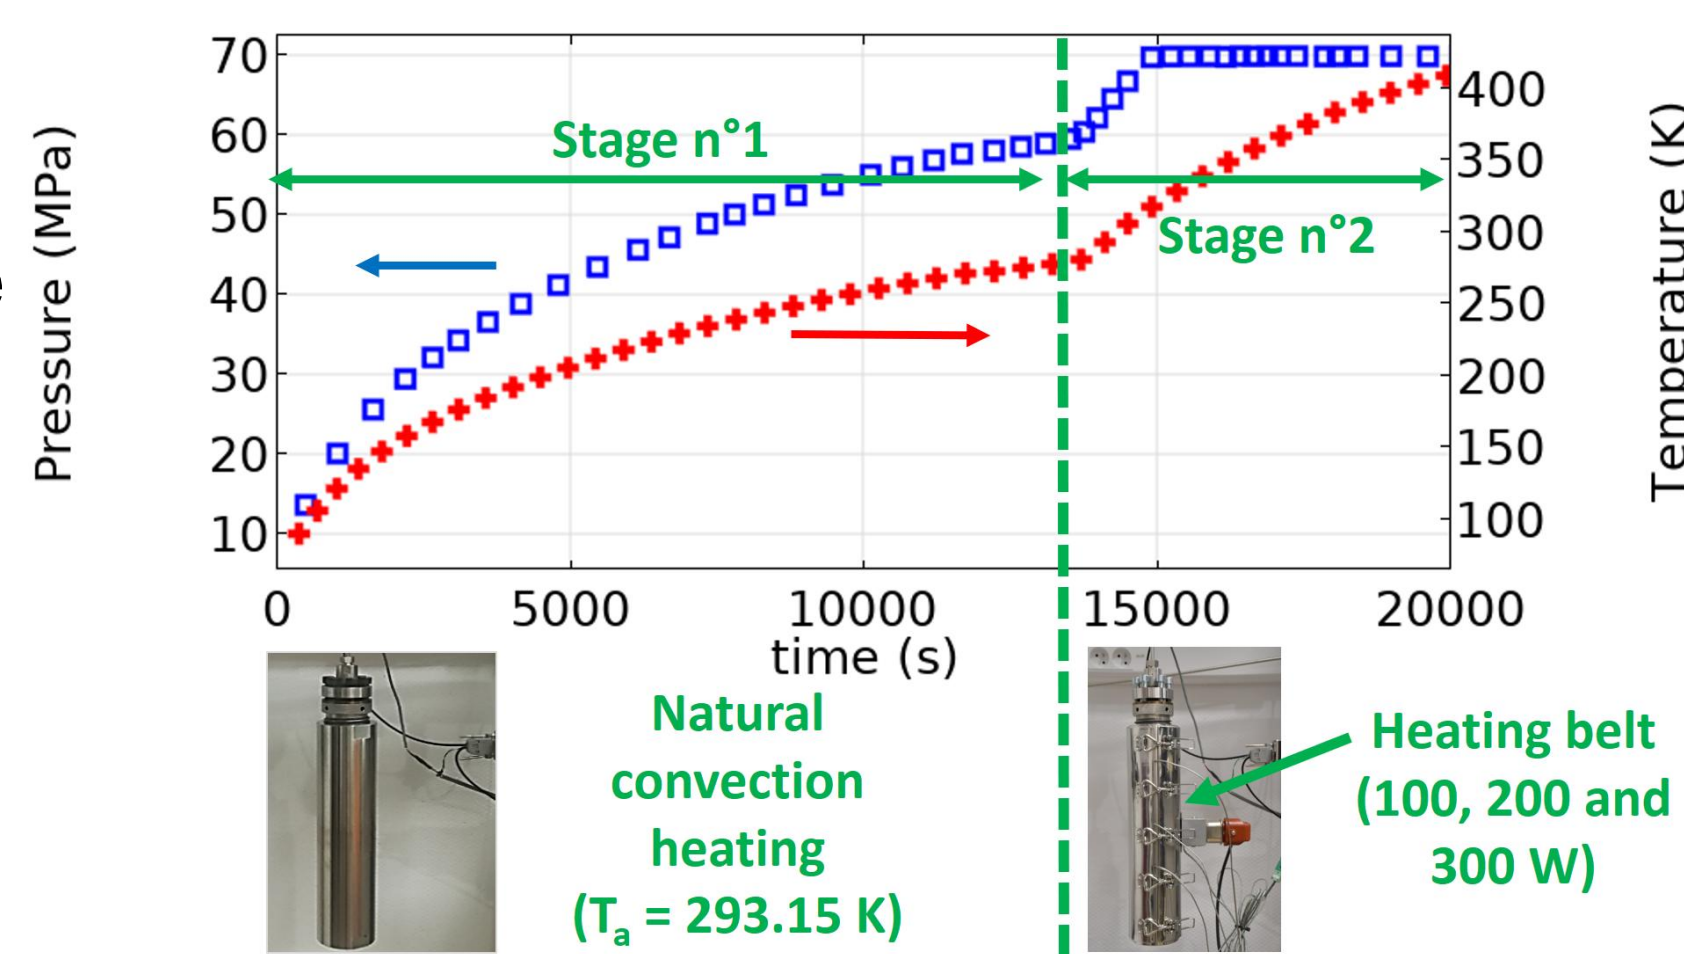 Pressure (MPa)
70
60
50
40
30
20
10
Stage n°1
Stage n°2
400
350
300
250
200
150
100
Temperature (K)
0 5000 10000 15000 20000
time (s)
Natural
convection
heating
(Ta = 293.15 K)
Heating belt
(100, 200 and
300 W)